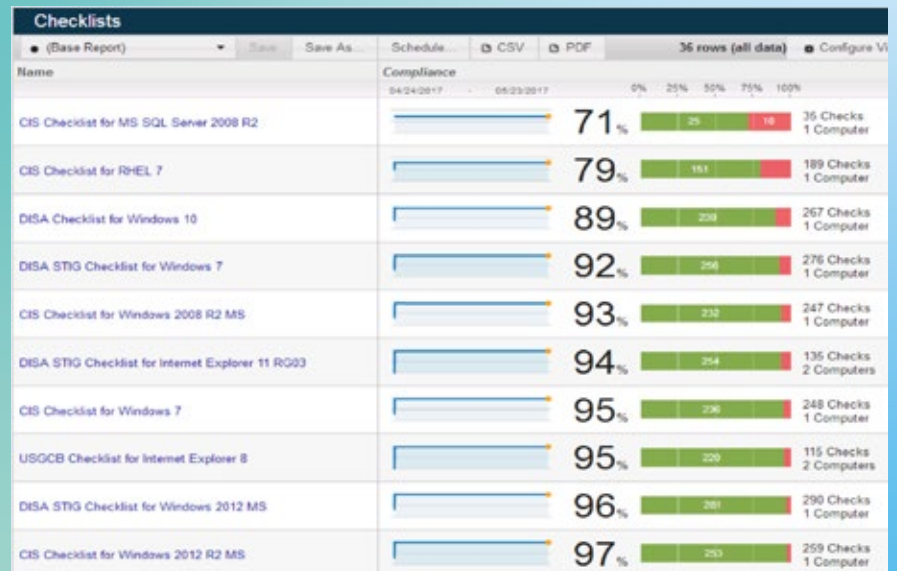 Checklists
(Base Report) Save Save As... Schedule... CSV PDF 36 rows (all data) Configure Vi
Name Compliance
04/24/2017 - 05/23/2017 0% 25% 50% 75% 100%
CIS Checklist for MS SQL Server 2008 R2 71% 25 10 35 Checks
1 Computer
CIS Checklist for RHEL 7 79% 151 189 Checks
1 Computer
DISA Checklist for Windows 10 89% 239 267 Checks
1 Computer
DISA STIG Checklist for Windows 7 92% 256 276 Checks
1 Computer
CIS Checklist for Windows 2008 R2 MS 93% 232 247 Checks
1 Computer
DISA STIG Checklist for Internet Explorer 11 RG03 94% 254 135 Checks
2 Computers
CIS Checklist for Windows 7 95% 236 248 Checks
1 Computer
USGCB Checklist for Internet Explorer 8 95% 220 115 Checks
2 Computers
DISA STIG Checklist for Windows 2012 MS 96% 281 290 Checks
1 Computer
CIS Checklist for Windows 2012 R2 MS 97% 253 259 Checks
1 Computer